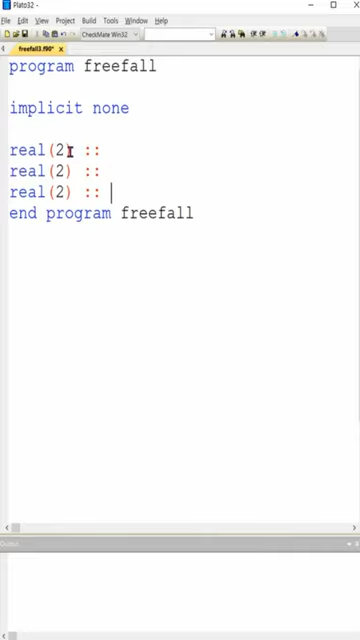 Plato32 -
File Edit Search View Project Build Tools Window Help
CheckMate Win32
freefall3.f90*
program freefall
implicit none
real(2) ::
real(2) ::
real(2) ::
end program freefall
Output